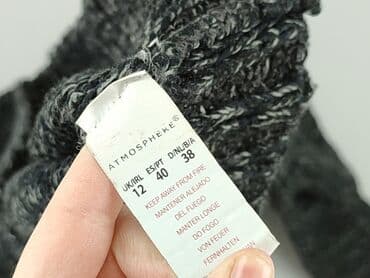 ATMOSPHERE®
UK/IRL ES/PT D/NL/B/A
12 40 38
KEEP AWAY FROM FIRE
MANTENER ALEJADO
DEL FUEGO
MANTER LONGE
DO FOGO
VON FEUER
FERNHALTEN